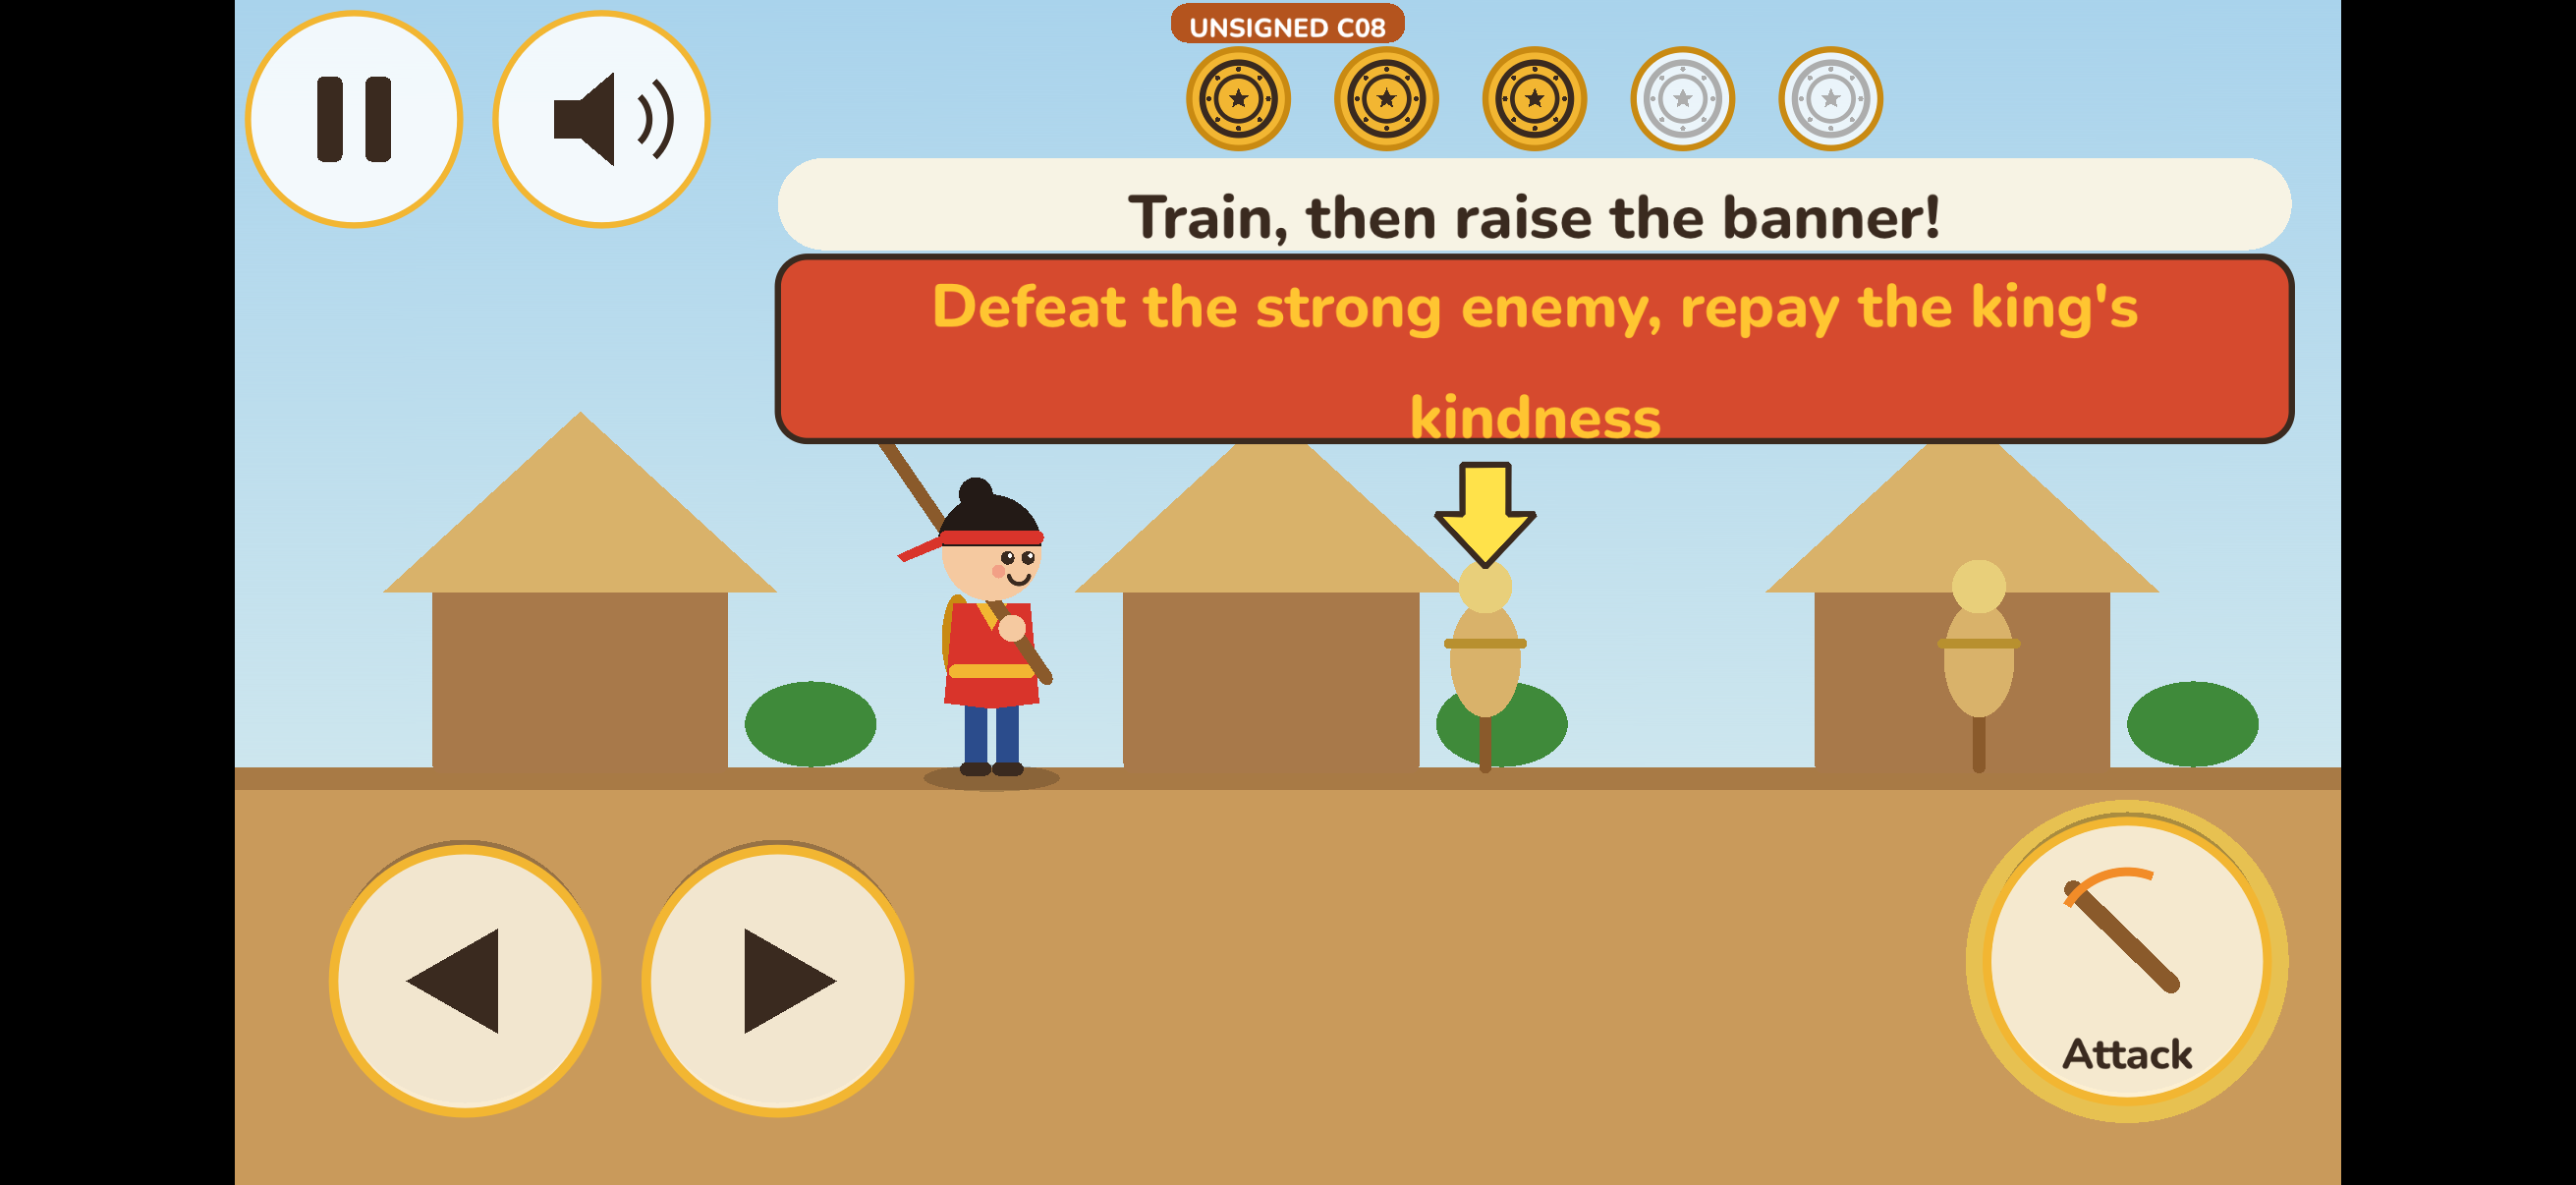 UNSIGNED C08
Train, then raise the banner!
Defeat the strong enemy, repay the king's
kindness
Attack